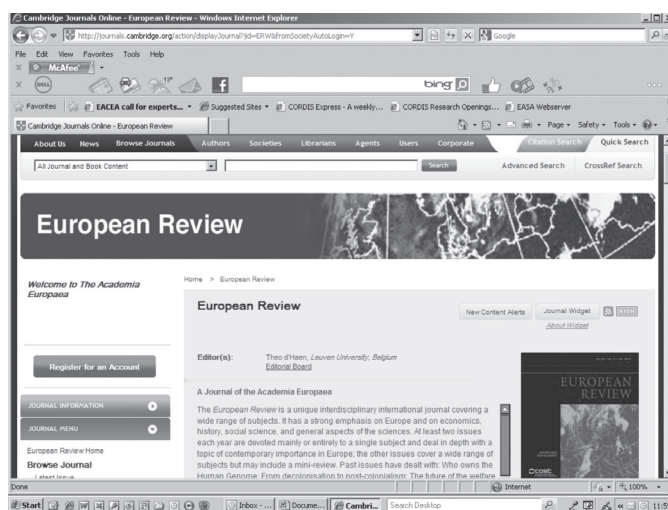 Cambridge Journals Online - European Review - Windows Internet Explorer
http://journals.cambridge.org/action/displayJournal?jid=ERW&fromSocietyAutoLogin=Y
Google
File Edit View Favorites Tools Help
McAfee
DELL 11° bing
Favorites EACEA call for experts... Suggested Sites CORDIS Express - A weekly... CORDIS Research Openings... EASA Webserver
Cambridge Journals Online - European Review Page Safety Tools
About Us News Browse Journals Authors Societies Librarians Agents Users Corporate Citation Search Quick Search
All Journal and Book Content Search Advanced Search CrossRef Search
European Review
Welcome to The Academia
Europaea
Register for an Account
JOURNAL INFORMATION
JOURNAL MENU
European Review Home
Browse Journal
Latest Issue
Home > European Review
European Review
New Content Alerts Journal Widget
About Widget
Editor(s): Theo d'Haen, Leuven University, Belgium
Editorial Board
A Journal of the Academia Europaea
The European Review is a unique interdisciplinary international journal covering a
wide range of subjects. It has a strong emphasis on Europe and on economics,
history, social science, and general aspects of the sciences. At least two issues
each year are devoted mainly or entirely to a single subject and deal in depth with a
topic of contemporary importance in Europe; the other issues cover a wide range of
subjects but may include a mini-review. Past issues have dealt with: Who owns the
Human Genome; From decolonisation to post-colonialism; The future of the welfare
EUROPEAN
REVIEW
Done Internet 100%
Start Inbox - ... Docume... Cambri... Search Desktop